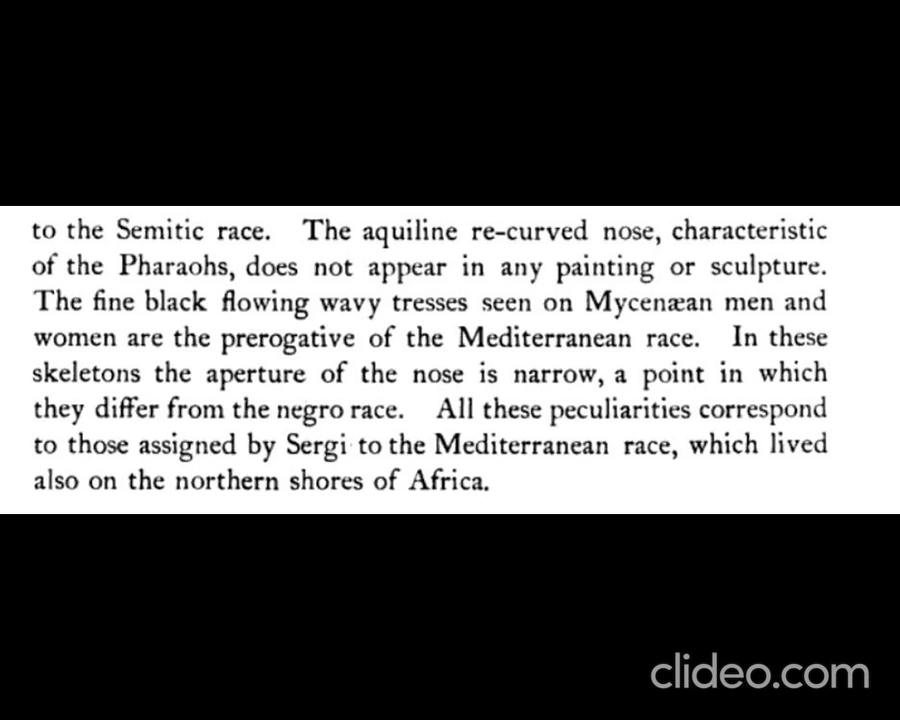 to the Semitic race. The aquiline re-curved nose, characteristic
of the Pharaohs, does not appear in any painting or sculpture.
The fine black flowing wavy tresses seen on Mycenæan men and
women are the prerogative of the Mediterranean race. In these
skeletons the aperture of the nose is narrow, a point in which
they differ from the negro race. All these peculiarities correspond
to those assigned by Sergi to the Mediterranean race, which lived
also on the northern shores of Africa.
clideo.com